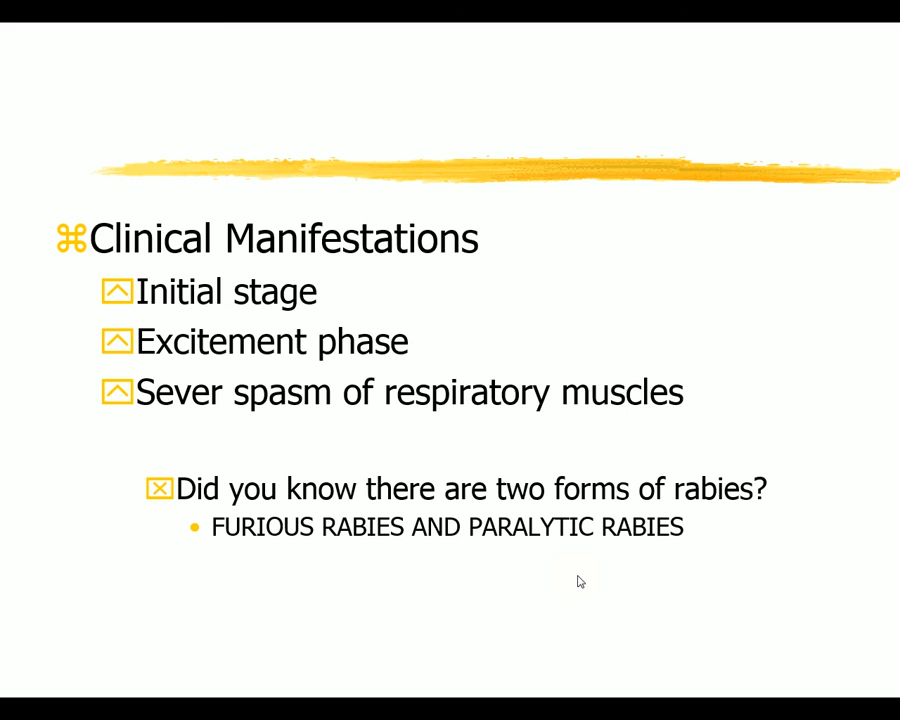 Clinical Manifestations
Initial stage
Excitement phase
Sever spasm of respiratory muscles
Did you know there are two forms of rabies?
• FURIOUS RABIES AND PARALYTIC RABIES